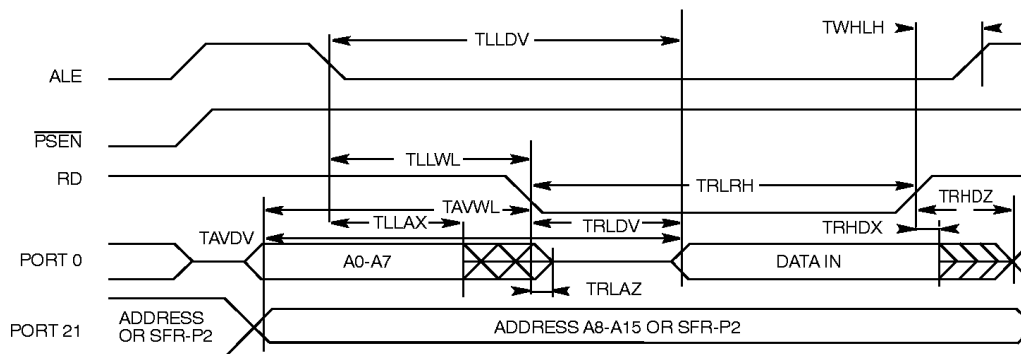 TLLDV
TWHLH
ALE
PSEN
TLLWL
RD
TRLRH
TAVWL
TRHDZ
TLLAX
TRLDV
TRHDX
TAVDV
PORT 0
A0-A7
DATA IN
TRLAZ
ADDRESS
OR SFR-P2
PORT 21
ADDRESS A8-A15 OR SFR-P2